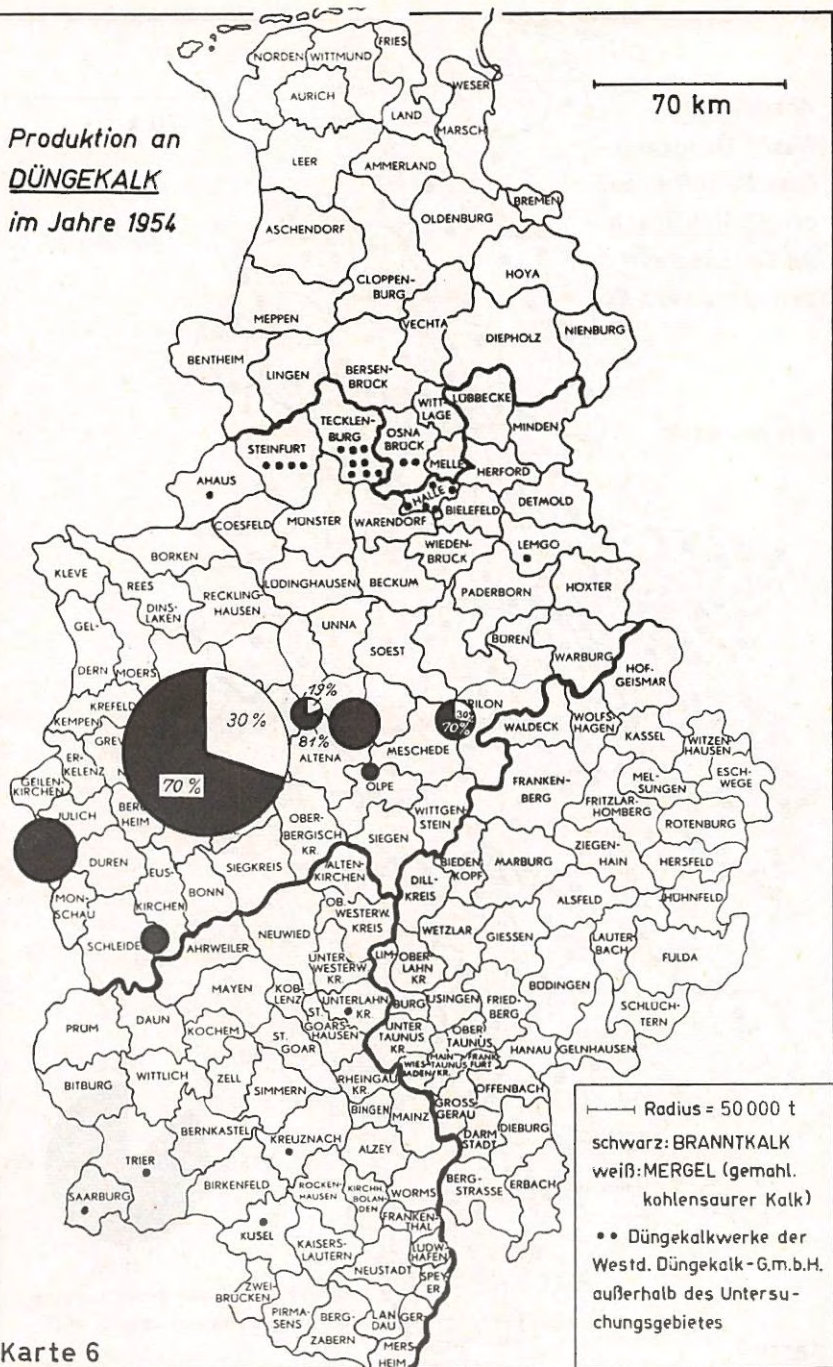 Produktion an
DÜNGEKALK
im Jahre 1954
70 km
NORDEN
WITTMUND
FRIES
AURICH
LAND
WESER
MARSCH
LEER
AMMERLAND
BREMEN
OLDENBURG
ASCHENDORF
CLOPPEN-
BURG
HOYA
MEPPEN
VECHTA
DIEPHOLZ
NIENBURG
BENTHEIM
LINGEN
BERSEN-
BRÜCK
WITT-
LAGE
LÜBBECKE
MINDEN
TECKLEN-
BURG
OSNA
BRÜCK
STEINFURT
MELLE
HERFORD
AHAUS
HALLE
BIELEFELD
DETMOLD
COESFELD
MÜNSTER
WARENDORF
WIEDEN-
BRÜCK
LEMGO
BORKEN
KLEVE
REES
DINS-
LAKEN
RECKLING-
HAUSEN
LÜDINGHAUSEN
BECKUM
PADERBORN
HÖXTER
GEL-
DERN
MOERS
UNNA
SOEST
BÜREN
WARBURG
HOF-
GEISMAR
KREFELD
KEMPEN
GREV
30 %
70 %
19%
81%
ALTENA
MESCHEDE
RILON
30%
70%
WALDECK
WOLFS-
HAGEN
KASSEL
WITZEN-
HAUSEN
ER-
KELENZ
N
GEILEN-
KIRCHEN
OLPE
FRANKEN-
BERG
MEL-
SUNGEN
ESCH-
WEGE
FRITZLAR-
HOMBERG
ROTENBURG
JÜLICH
BERG
HEIM
OBER-
BERGISCH
KR.
SIEGEN
WITTGEN
STEIN
ZIEGEN-
HAIN
HERSFELD
DÜREN
EUS-
KIRCHEN
BONN
SIEGKREIS
ALTEN-
KIRCHEN
DILL-
KREIS
BIEDEN
KOPF
MARBURG
ALSFELD
HÜHNFELD
MON-
SCHAU
SCHLEIDE
AHRWEILER
NEUWIED
OB.
WESTERW.
KREIS
WETZLAR
GIESSEN
LAUTER
BACH
FULDA
UNTER
WESTERW.
KR.
LIM
BURG
OBER-
LAHN
KR.
BÜDINGEN
SCHLÜCH-
TERN
MAYEN
KOB-
LENZ
UNTERLAHN
KR.
USINGEN
FRIED-
BERG
PRÜM
DAUN
KOCHEM
ST.
GOAR
ST.
GOARS-
HAUSEN
UNTER
TAUNUS
KR.
OBER
TAUNUS
HANAU
GELNHAUSEN
BITBURG
WITTLICH
ZELL
SIMMERN
RHEINGAU
KR.
WIES
BADEN
MAIN
TAUNUS
KR.
FRANK
FURT
OFFENBACH
BERNKASTEL
BINGEN
MAINZ
GROSS
GERAU
DARM
STADT
DIEBURG
TRIER
KREUZNACH
ALZEY
BERG-
STRASSE
ERBACH
SAARBURG
BIRKENFELD
ROCKEN-
HAUSEN
KIRCHH.
BOLAN-
DEN
WORMS
FRANKEN-
THAL
KUSEL
KAISERS-
LAUTERN
LUDW.
HAFEN
NEUSTADT
SPEY-
ER
ZWEI-
BRÜCKEN
PIRMA-
SENS
BERG-
ZABERN
LAN
DAU
GER-
MERS
HEIM
Radius = 50 000 t
schwarz: BRANNTKALK
weiß: MERGEL (gemahl.
kohlensaurer Kalk)
•• Düngekalkwerke der
Westd. Düngekalk-G.m.b.H.
außerhalb des Untersu-
chungsgebietes
Karte 6